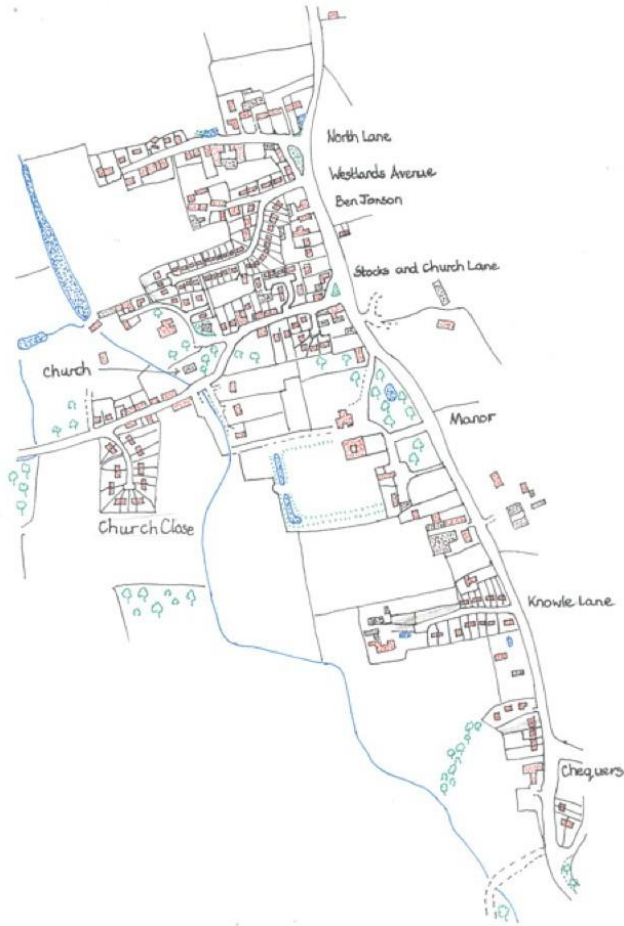 North Lane
Westlands Avenue
Ben Jonson
Stocks and Church Lane
Church
Manor
Church Close
Knowle Lane
Chequers